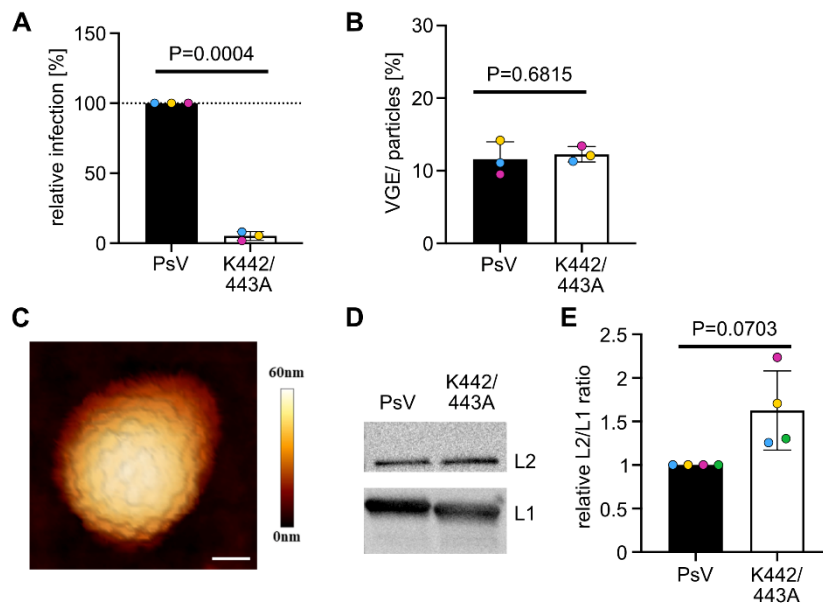 A
P=0.0004
relative infection [%]
100
50
0
PsV
K442/
443A
B
P=0.6815
VGE/ particles [%]
30
20
10
0
PsV
K442/
443A
C
60nm
0nm
D
PsV
K442/
443A
L2
L1
E
P=0.0703
relative L2/L1 ratio
2.5
2
1.5
1
0.5
0
PsV
K442/
443A